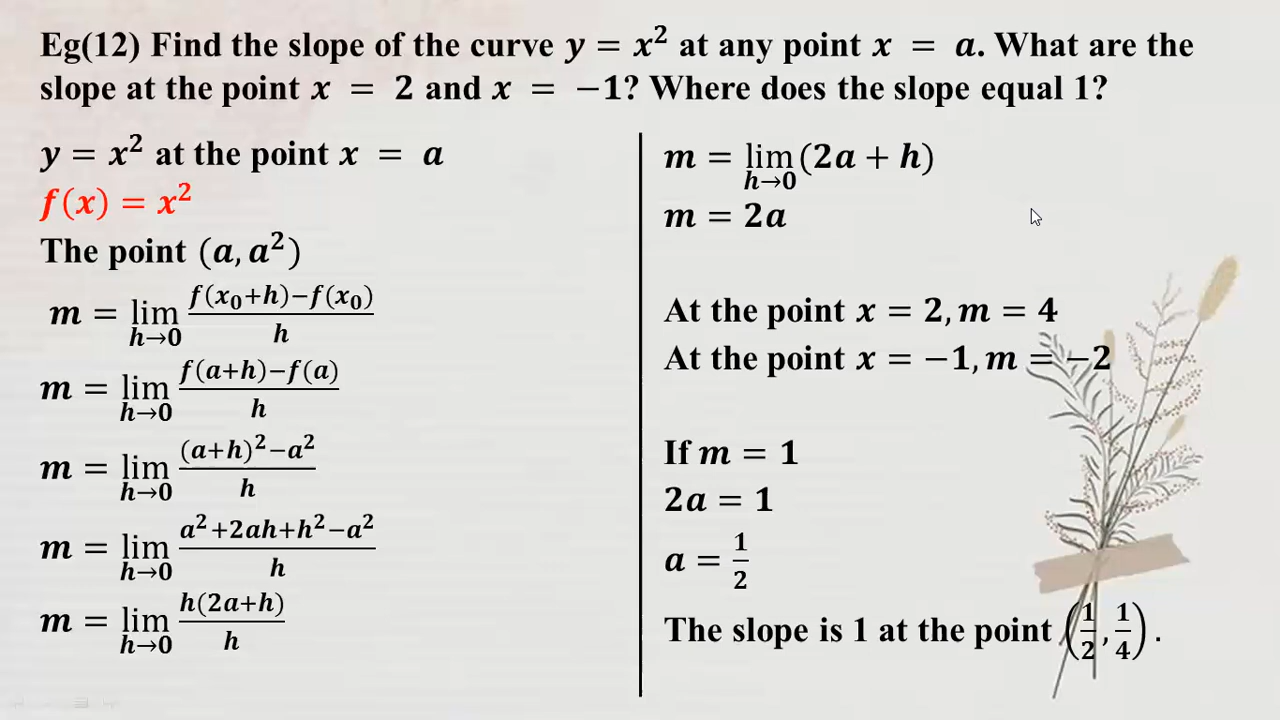 Eg(12) Find the slope of the curve y = x² at any point x = a. What are the
slope at the point x = 2 and x = −1? Where does the slope equal 1?
y = x² at the point x = a
f(x) = x²
The point (a, a²)
m = lim_{h→0} (f(x₀+h)−f(x₀))/h
m = lim_{h→0} (f(a+h)−f(a))/h
m = lim_{h→0} ((a+h)²−a²)/h
m = lim_{h→0} (a²+2ah+h²−a²)/h
m = lim_{h→0} h(2a+h)/h
m = lim_{h→0} (2a + h)
m = 2a
At the point x = 2, m = 4
At the point x = −1, m = −2
If m = 1
2a = 1
a = 1/2
The slope is 1 at the point (1/2, 1/4) .